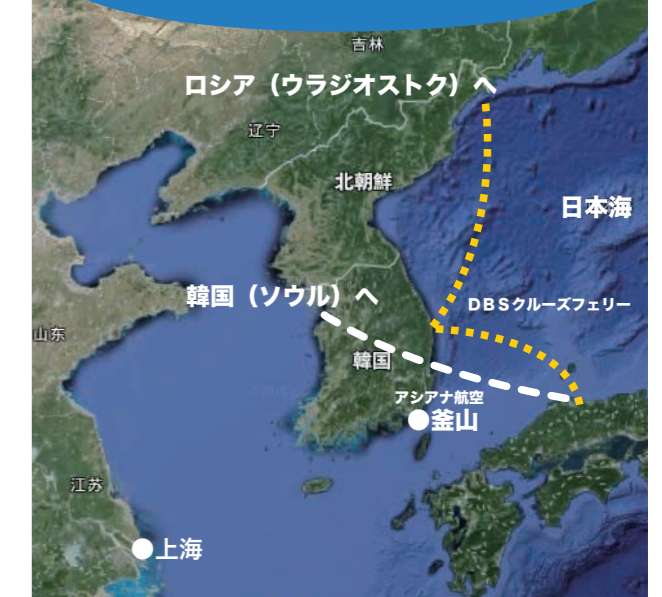 吉林
ロシア（ウラジオストク）へ
辽宁
北朝鮮
日本海
韓国（ソウル）へ
DBSクルーズフェリー
山东
韓国
アシアナ航空
●釜山
江苏
●上海